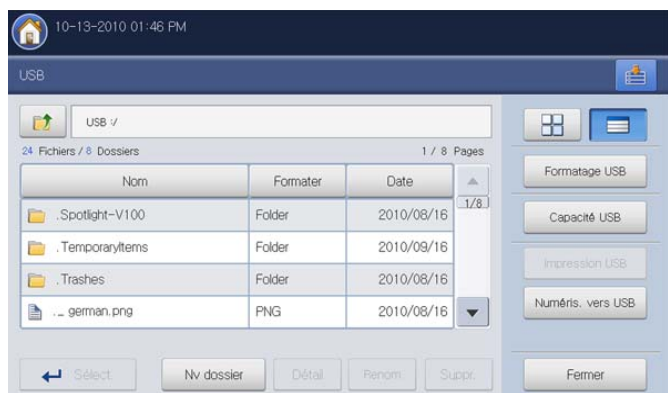 10-13-2010 01:46 PM
USB
USB :/
24 Fichiers / 8 Dossiers 1 / 8 Pages
Nom Formater Date
1/8
.Spotlight-V100 Folder 2010/08/16
.TemporaryItems Folder 2010/09/16
.Trashes Folder 2010/08/16
._ german.png PNG 2010/08/16
Sélect. Nv dossier Détail Renom Suppr.
Formatage USB
Capacité USB
Impression USB
Numéris. vers USB
Fermer